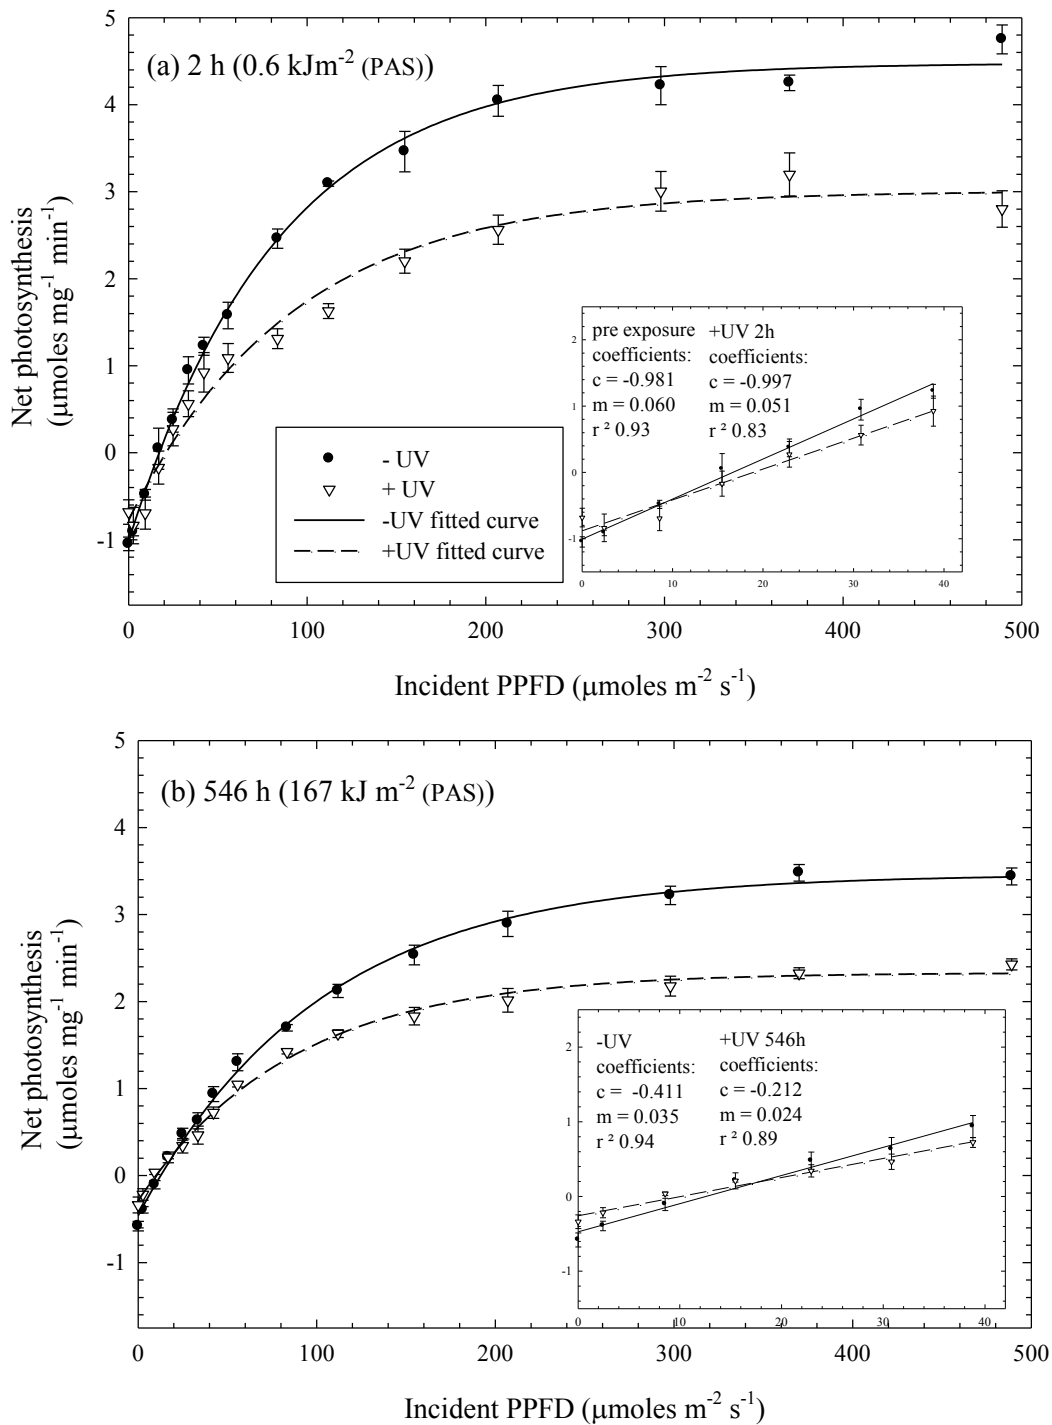 (a) 2 h (0.6 kJm-2 (PAS))
Net photosynthesis
(μmoles mg-1 min-1)
5
4
3
2
1
0
-1
0 100 200 300 400 500
Incident PPFD (μmoles m-2 s-1)
- UV
+ UV
-UV fitted curve
+UV fitted curve
pre exposure +UV 2h
coefficients: coefficients:
c = -0.981 c = -0.997
m = 0.060 m = 0.051
r ² 0.93 r ² 0.83
2
1
0
-1
0 10 20 30 40
(b) 546 h (167 kJ m-2 (PAS))
Net photosynthesis
(μmoles mg-1 min-1)
5
4
3
2
1
0
-1
0 100 200 300 400 500
Incident PPFD (μmoles m-2 s-1)
-UV +UV 546h
coefficients: coefficients:
c = -0.411 c = -0.212
m = 0.035 m = 0.024
r ² 0.94 r ² 0.89
2
1
0
-1
0 10 20 30 40